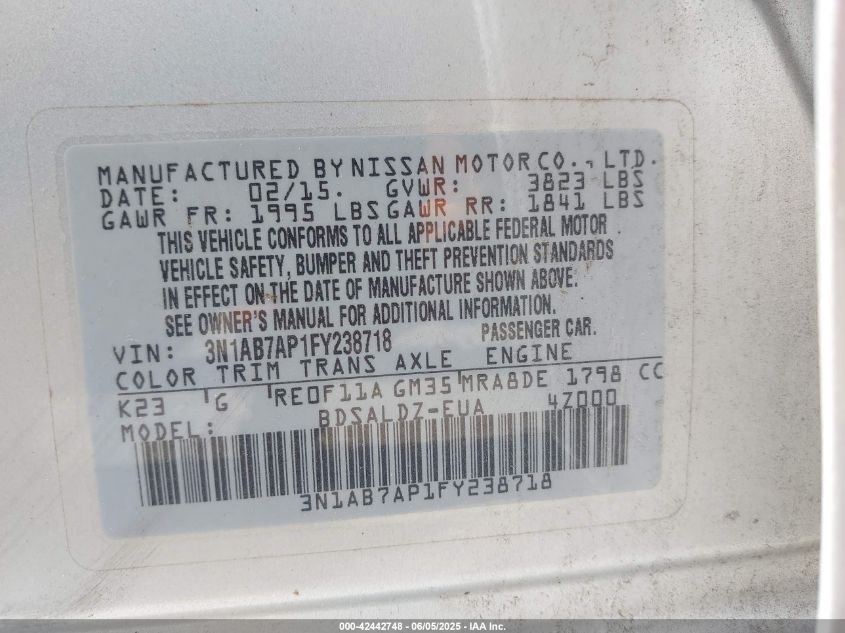 MANUFACTURED BY NISSAN MOTOR CO., LTD.
DATE: 02/15. GVWR: 3823 LBS
GAWR FR: 1995 LBS GAWR RR: 1841 LBS
THIS VEHICLE CONFORMS TO ALL APPLICABLE FEDERAL MOTOR
VEHICLE SAFETY, BUMPER AND THEFT PREVENTION STANDARDS
IN EFFECT ON THE DATE OF MANUFACTURE SHOWN ABOVE.
SEE OWNER'S MANUAL FOR ADDITIONAL INFORMATION.
VIN: 3N1AB7AP1FY238718 PASSENGER CAR.
COLOR TRIM TRANS AXLE ENGINE
K23 G RE0F11A GM35 MRA8DE 1798 CC
MODEL: BDSALDZ-EUA 4Z000
3N1AB7AP1FY238718
000-42442748 - 06/05/2025 - IAA Inc.